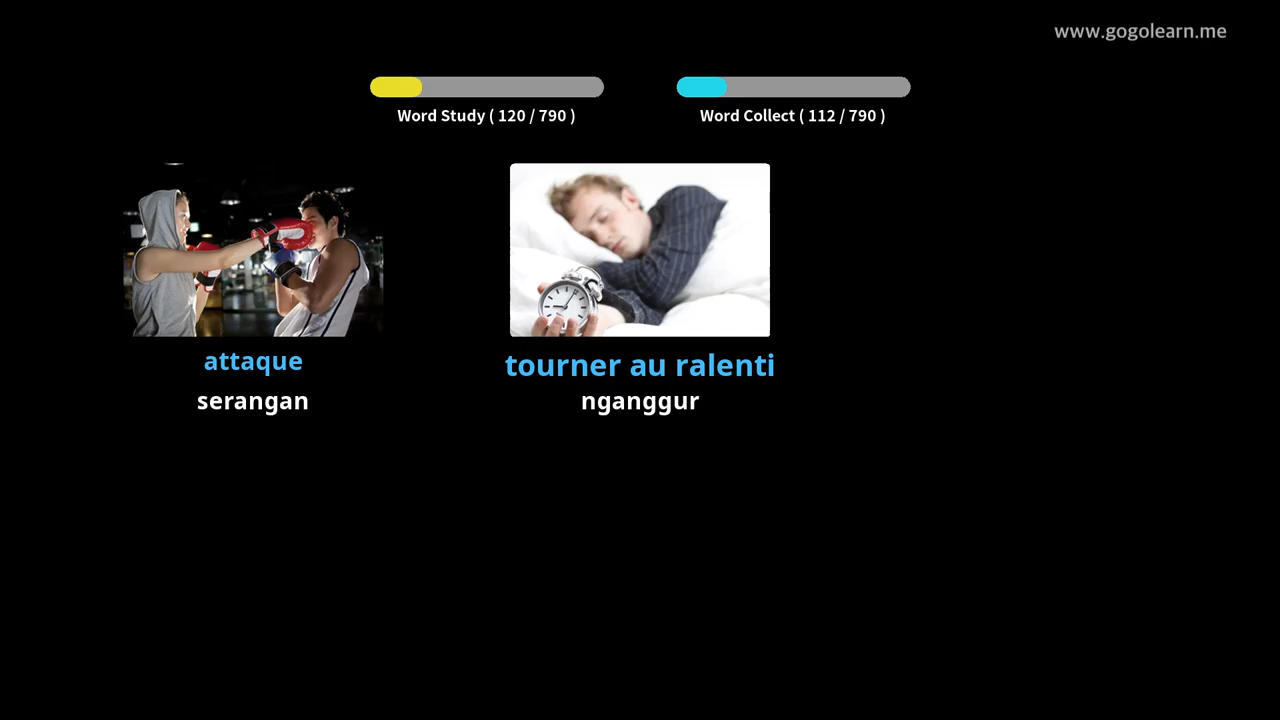 www.gogolearn.me
Word Study ( 120 / 790 )
Word Collect ( 112 / 790 )
attaque
serangan
tourner au ralenti
nganggur